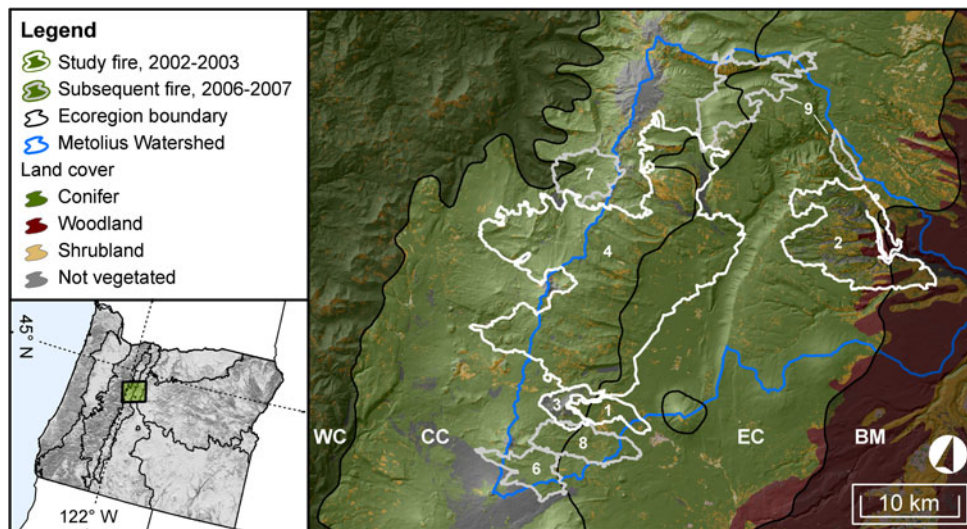 Legend
Study fire, 2002-2003
Subsequent fire, 2006-2007
Ecoregion boundary
Metolius Watershed
Land cover
Conifer
Woodland
Shrubland
Not vegetated
45° N
122° W
9
7
2
4
3
1
8
6
WC
CC
EC
BM
10 km